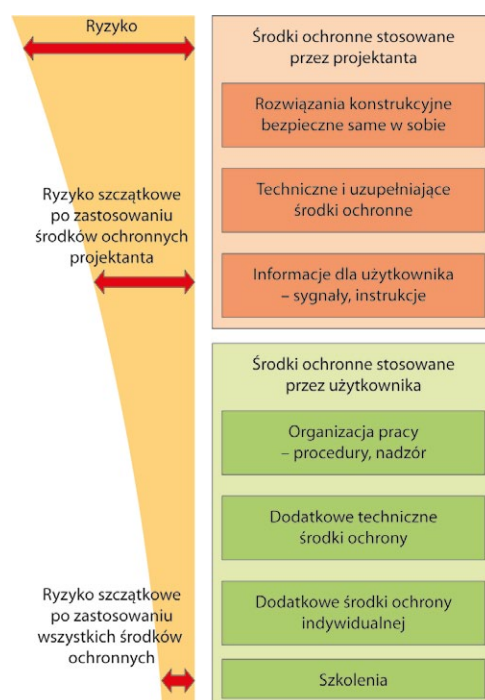 Ryzyko
Ryzyko szczątkowe
po zastosowaniu
środków ochronnych
projektanta
Ryzyko szczątkowe
po zastosowaniu
wszystkich środków
ochronnych
Środki ochronne stosowane
przez projektanta
Rozwiązania konstrukcyjne
bezpieczne same w sobie
Techniczne i uzupełniające
środki ochronne
Informacje dla użytkownika
– sygnały, instrukcje
Środki ochronne stosowane
przez użytkownika
Organizacja pracy
– procedury, nadzór
Dodatkowe techniczne
środki ochrony
Dodatkowe środki ochrony
indywidualnej
Szkolenia